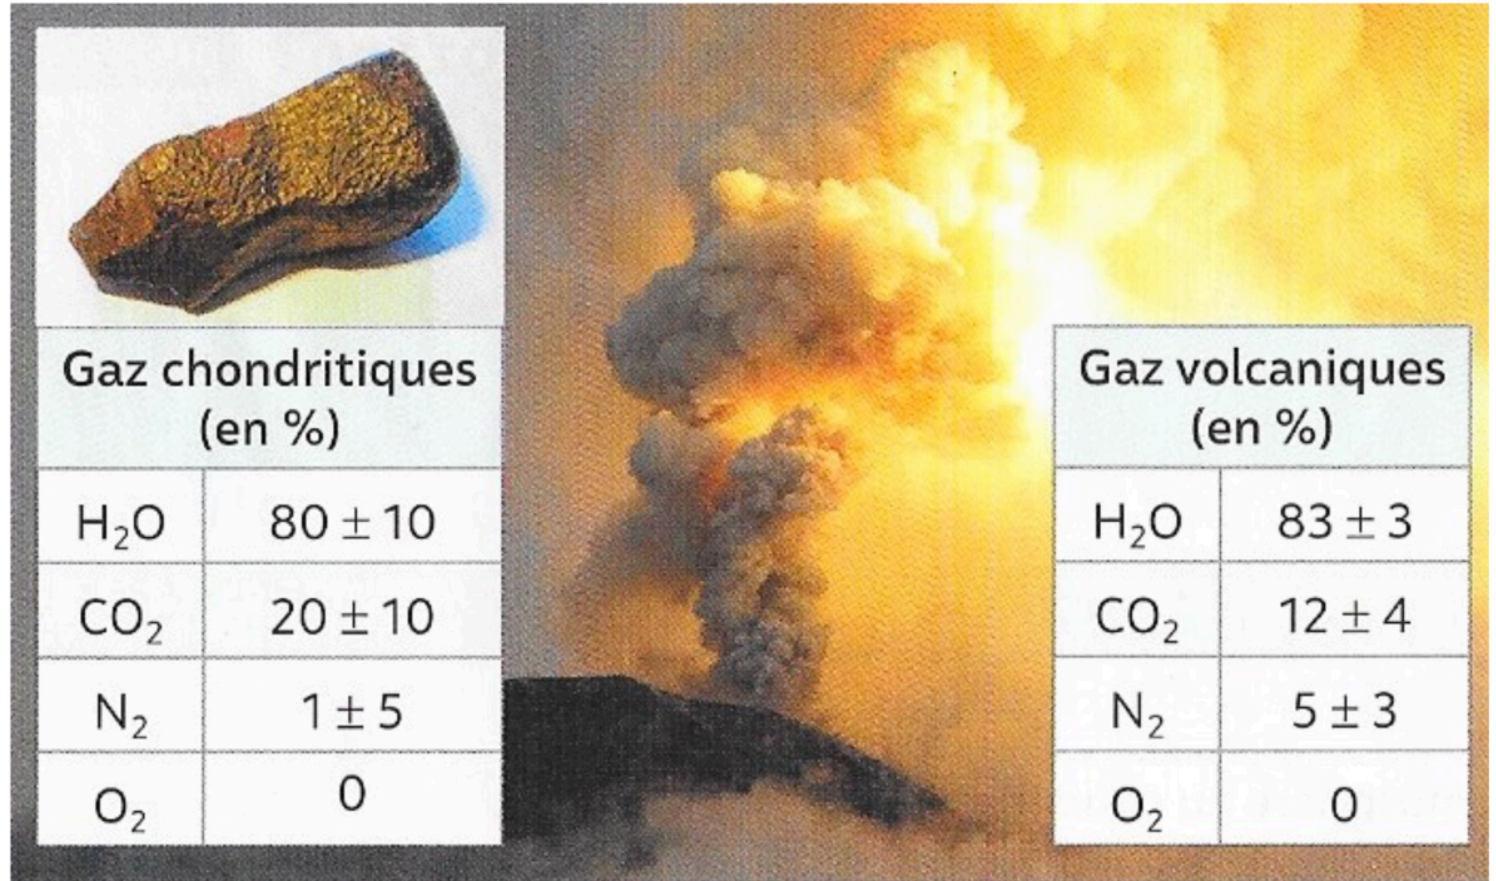 Gaz chondritiques
(en %)
H₂O 80 ± 10
CO₂ 20 ± 10
N₂ 1 ± 5
O₂ 0
Gaz volcaniques
(en %)
H₂O 83 ± 3
CO₂ 12 ± 4
N₂ 5 ± 3
O₂ 0